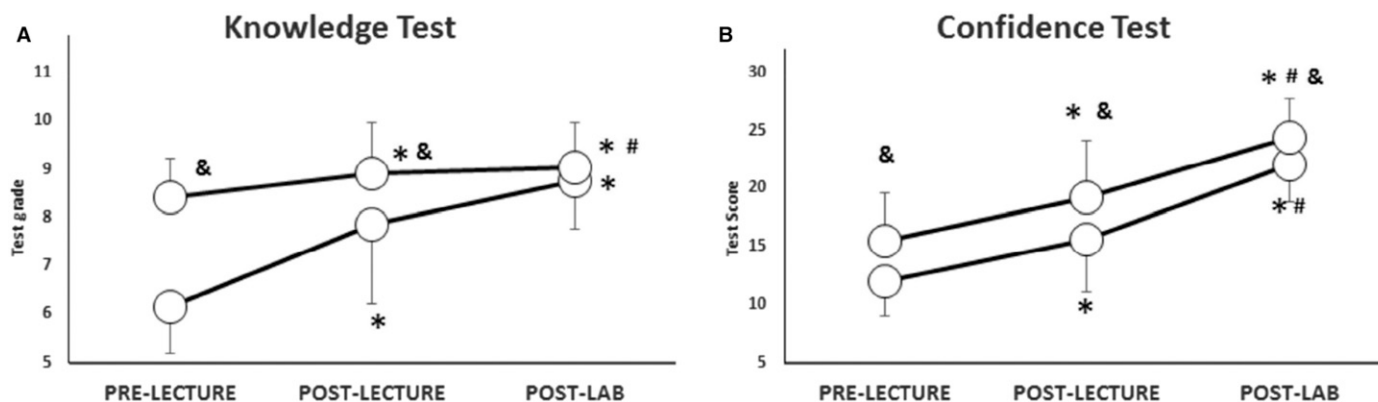 A
Knowledge Test
Test grade
11
10
9
8
7
6
5
&
* &
* #
*
*
PRE-LECTURE
POST-LECTURE
POST-LAB
B
Confidence Test
Test Score
30
25
20
15
10
5
&
* &
* # &
*
* #
PRE-LECTURE
POST-LECTURE
POST-LAB